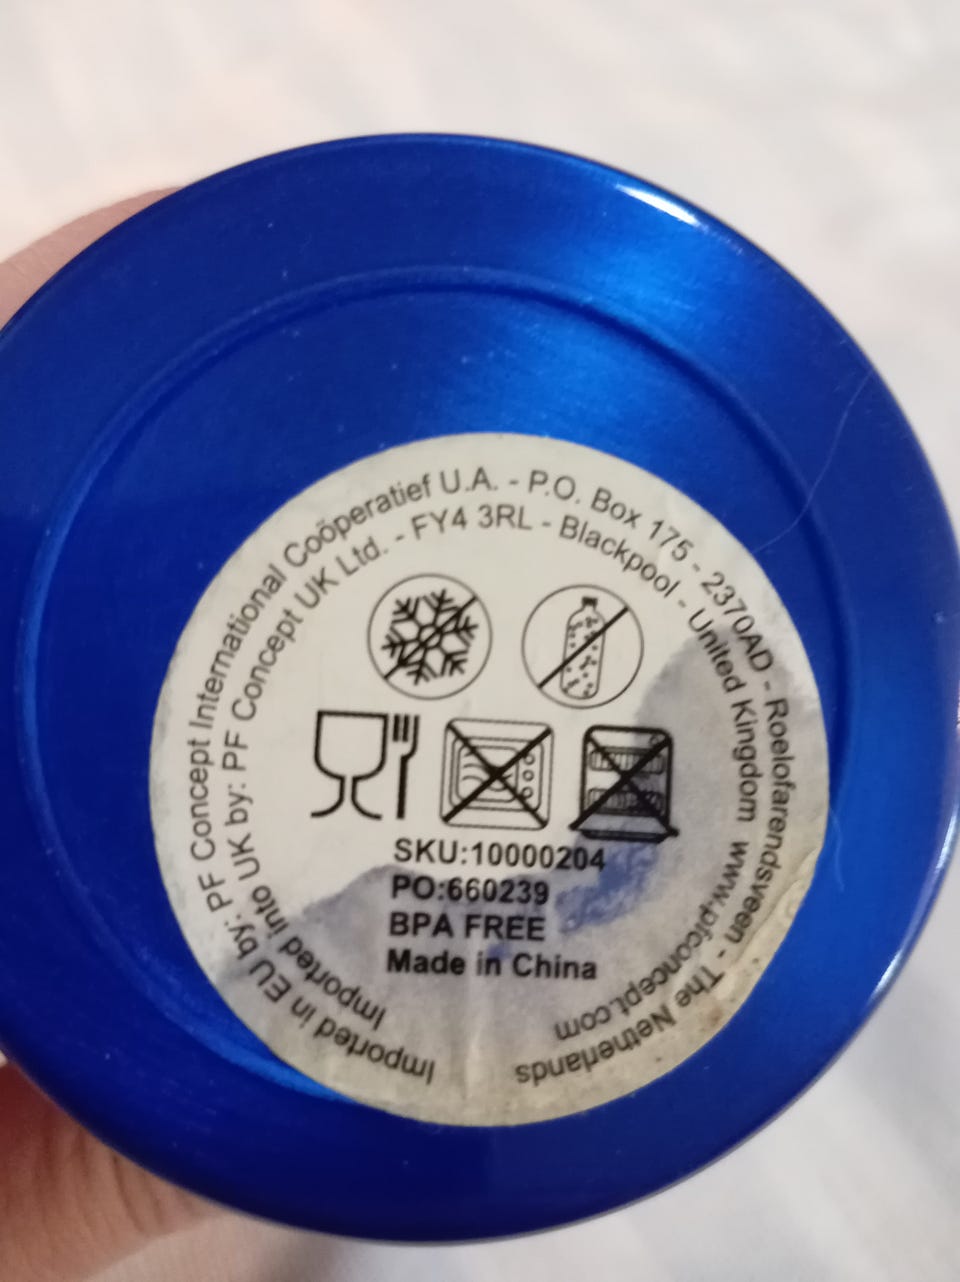 Imported in EU by: PF Concept International Coöperatief U.A. - P.O. Box 175 - 2370AD - Roelofarendsveen - The Netherlands
Imported into UK by: PF Concept UK Ltd. - FY4 3RL - Blackpool - United Kingdom www.pfconcept.com
SKU:10000204
PO:660239
BPA FREE
Made in China